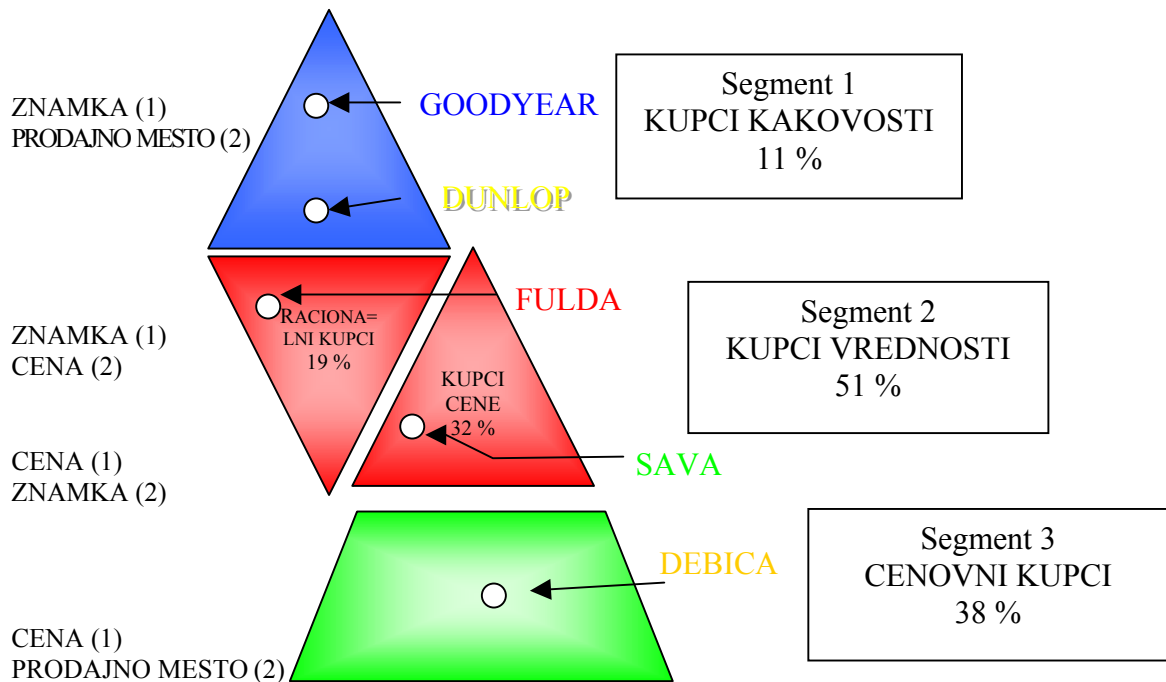 ZNAMKA (1)
PRODAJNO MESTO (2)
GOODYEAR
DUNLOP
Segment 1
KUPCI KAKOVOSTI
11 %
ZNAMKA (1)
CENA (2)
RACIONA=
LNI KUPCI
19 %
FULDA
Segment 2
KUPCI VREDNOSTI
51 %
CENA (1)
ZNAMKA (2)
KUPCI
CENE
32 %
SAVA
CENA (1)
PRODAJNO MESTO (2)
DEBICA
Segment 3
CENOVNI KUPCI
38 %